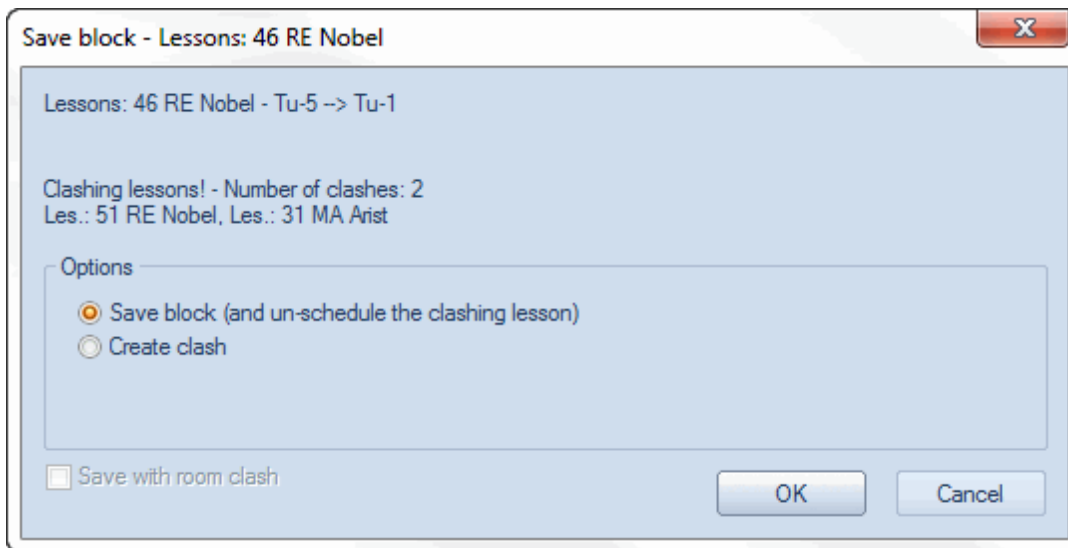 Save block - Lessons: 46 RE Nobel
Lessons: 46 RE Nobel - Tu-5 --> Tu-1
Clashing lessons! - Number of clashes: 2
Les.: 51 RE Nobel, Les.: 31 MA Arist
Options
Save block (and un-schedule the clashing lesson)
Create clash
Save with room clash
OK Cancel